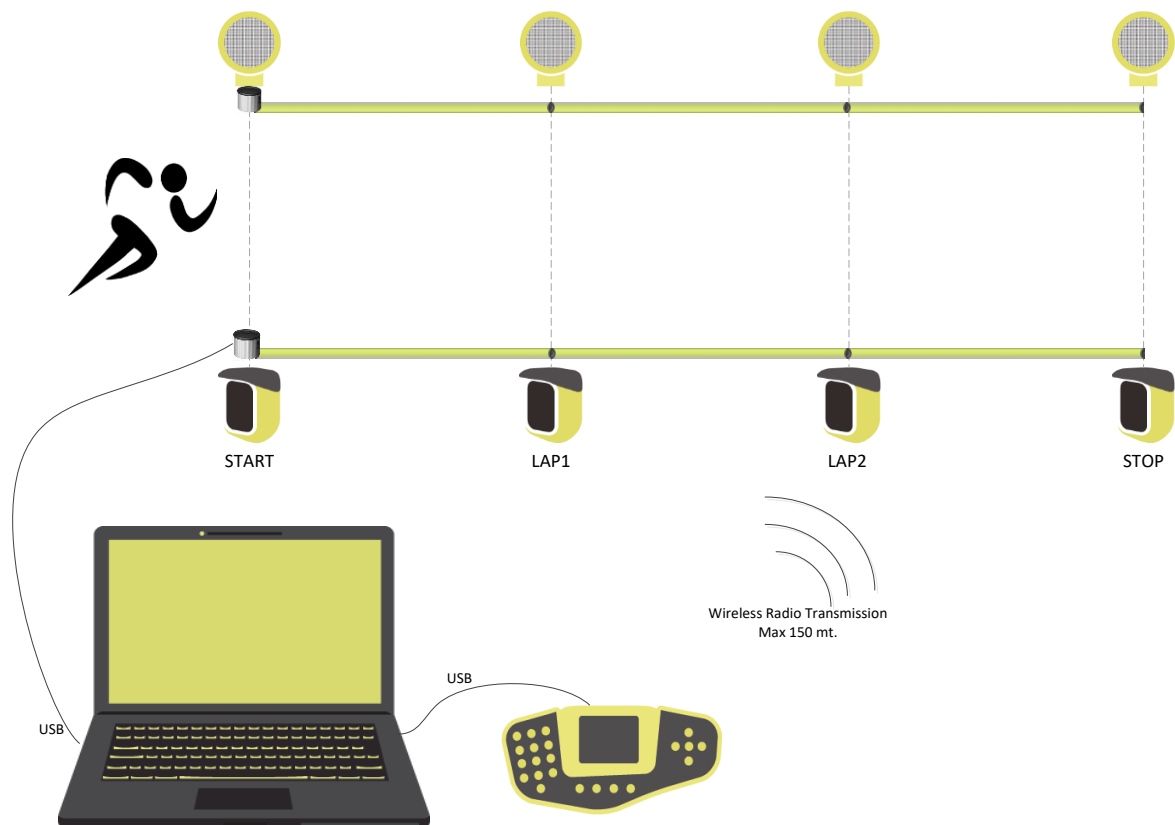 START
LAP1
LAP2
STOP
Wireless Radio Transmission
Max 150 mt.
USB
USB